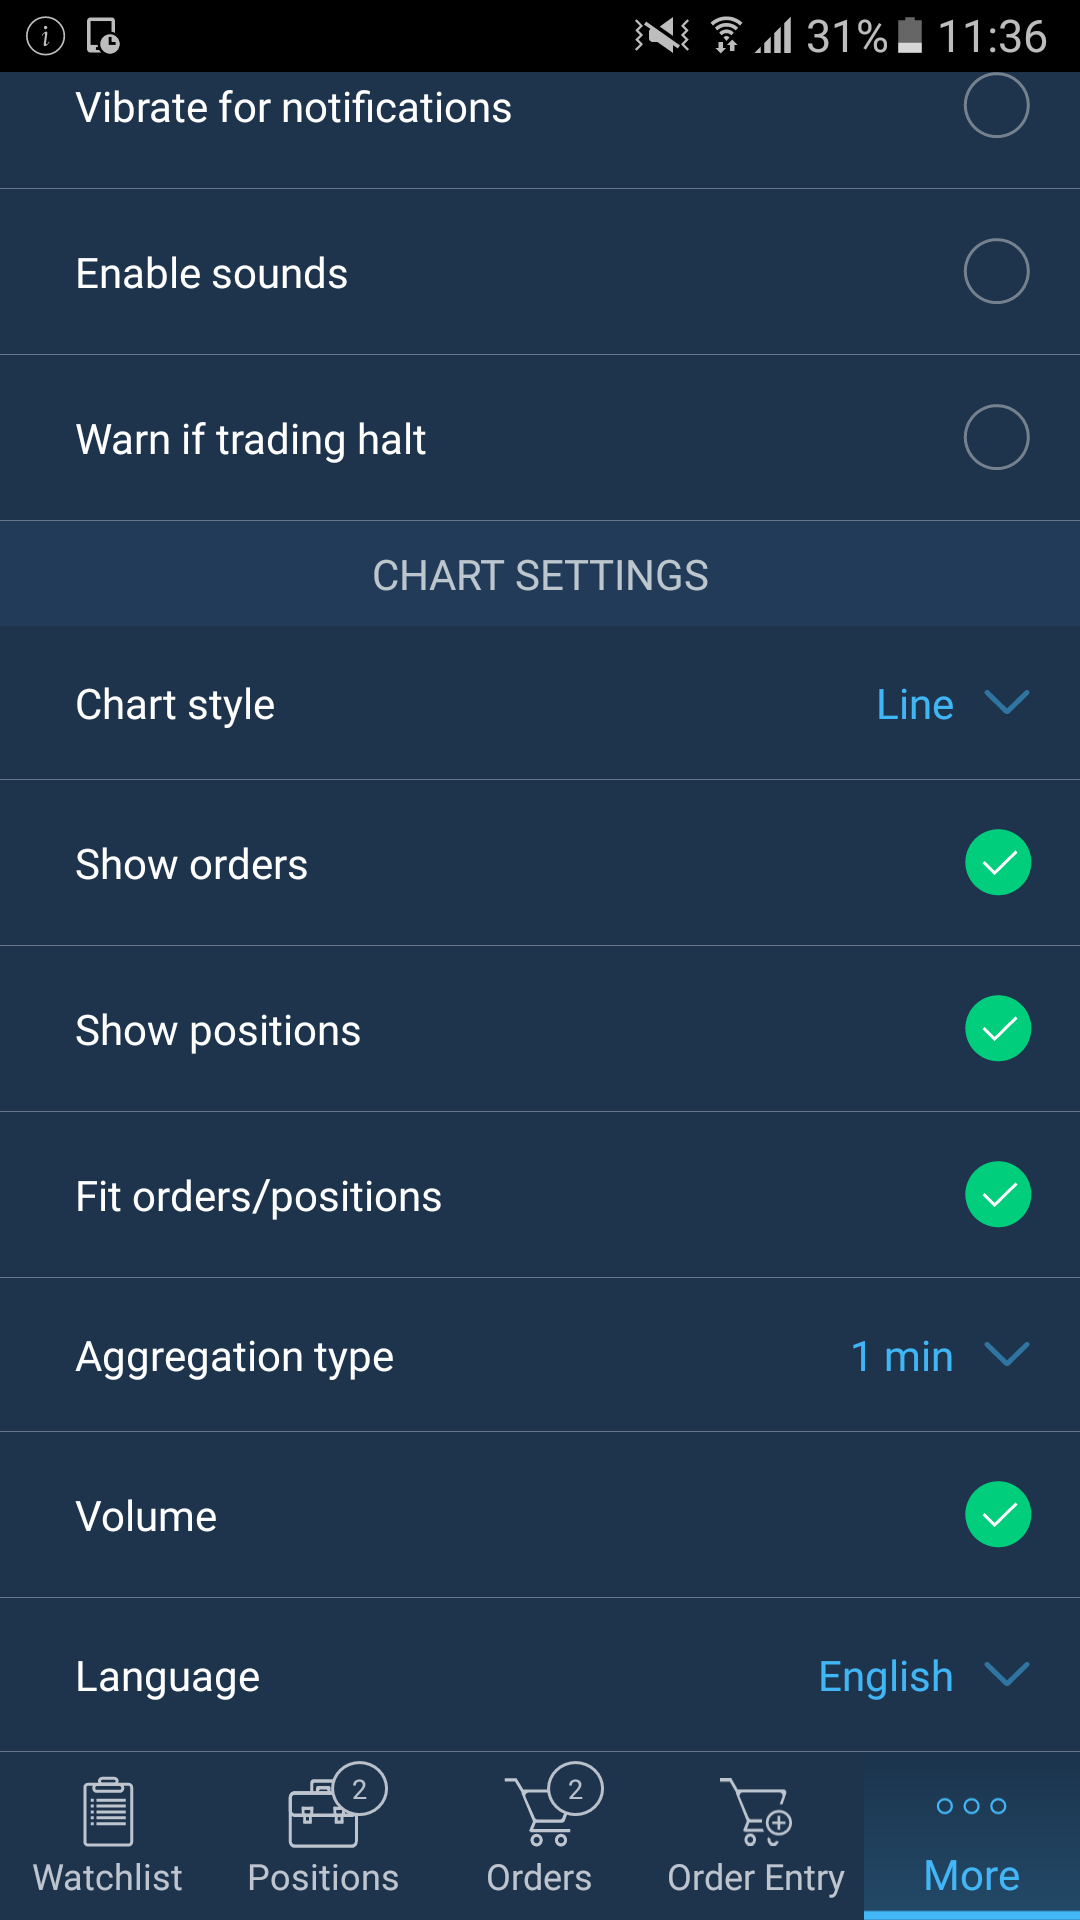 31% 11:36
Vibrate for notifications
Enable sounds
Warn if trading halt
CHART SETTINGS
Chart style Line
Show orders
Show positions
Fit orders/positions
Aggregation type 1 min
Volume
Language English
2 2
Watchlist Positions Orders Order Entry More